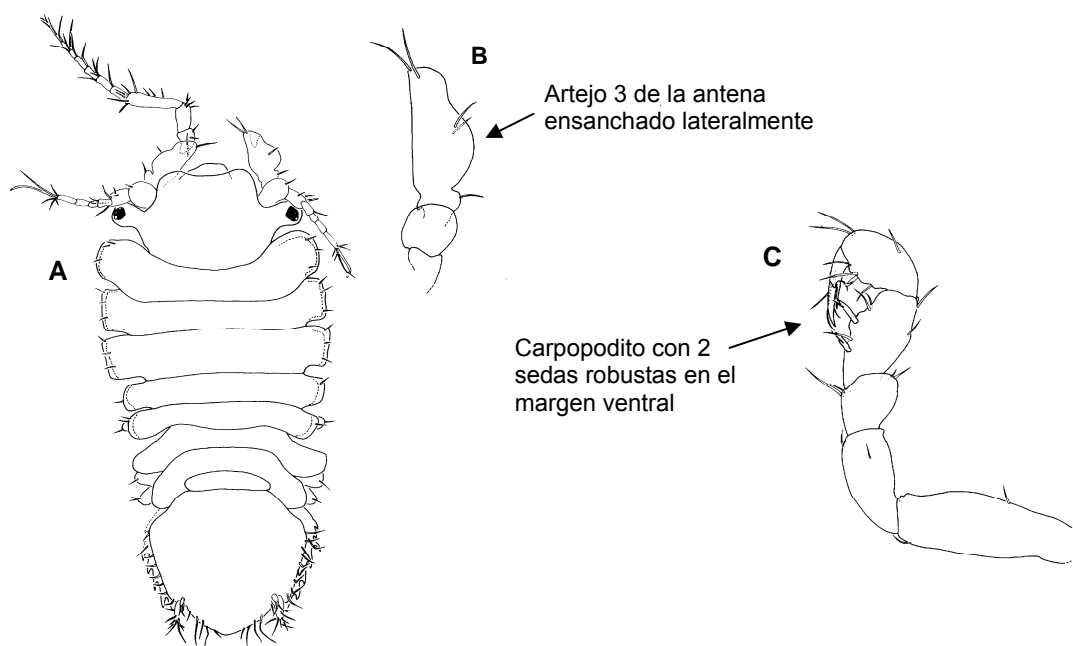 B
Artejo 3 de la antena
ensanchado lateralmente
A
C
Carpopodito con 2
sedas robustas en el
margen ventral